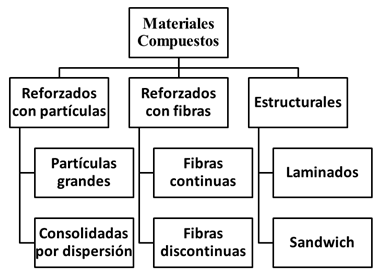 Materiales
Compuestos
Reforzados
con partículas
Reforzados
con fibras
Estructurales
Partículas
grandes
Fibras
continuas
Laminados
Consolidadas
por dispersión
Fibras
discontinuas
Sandwich